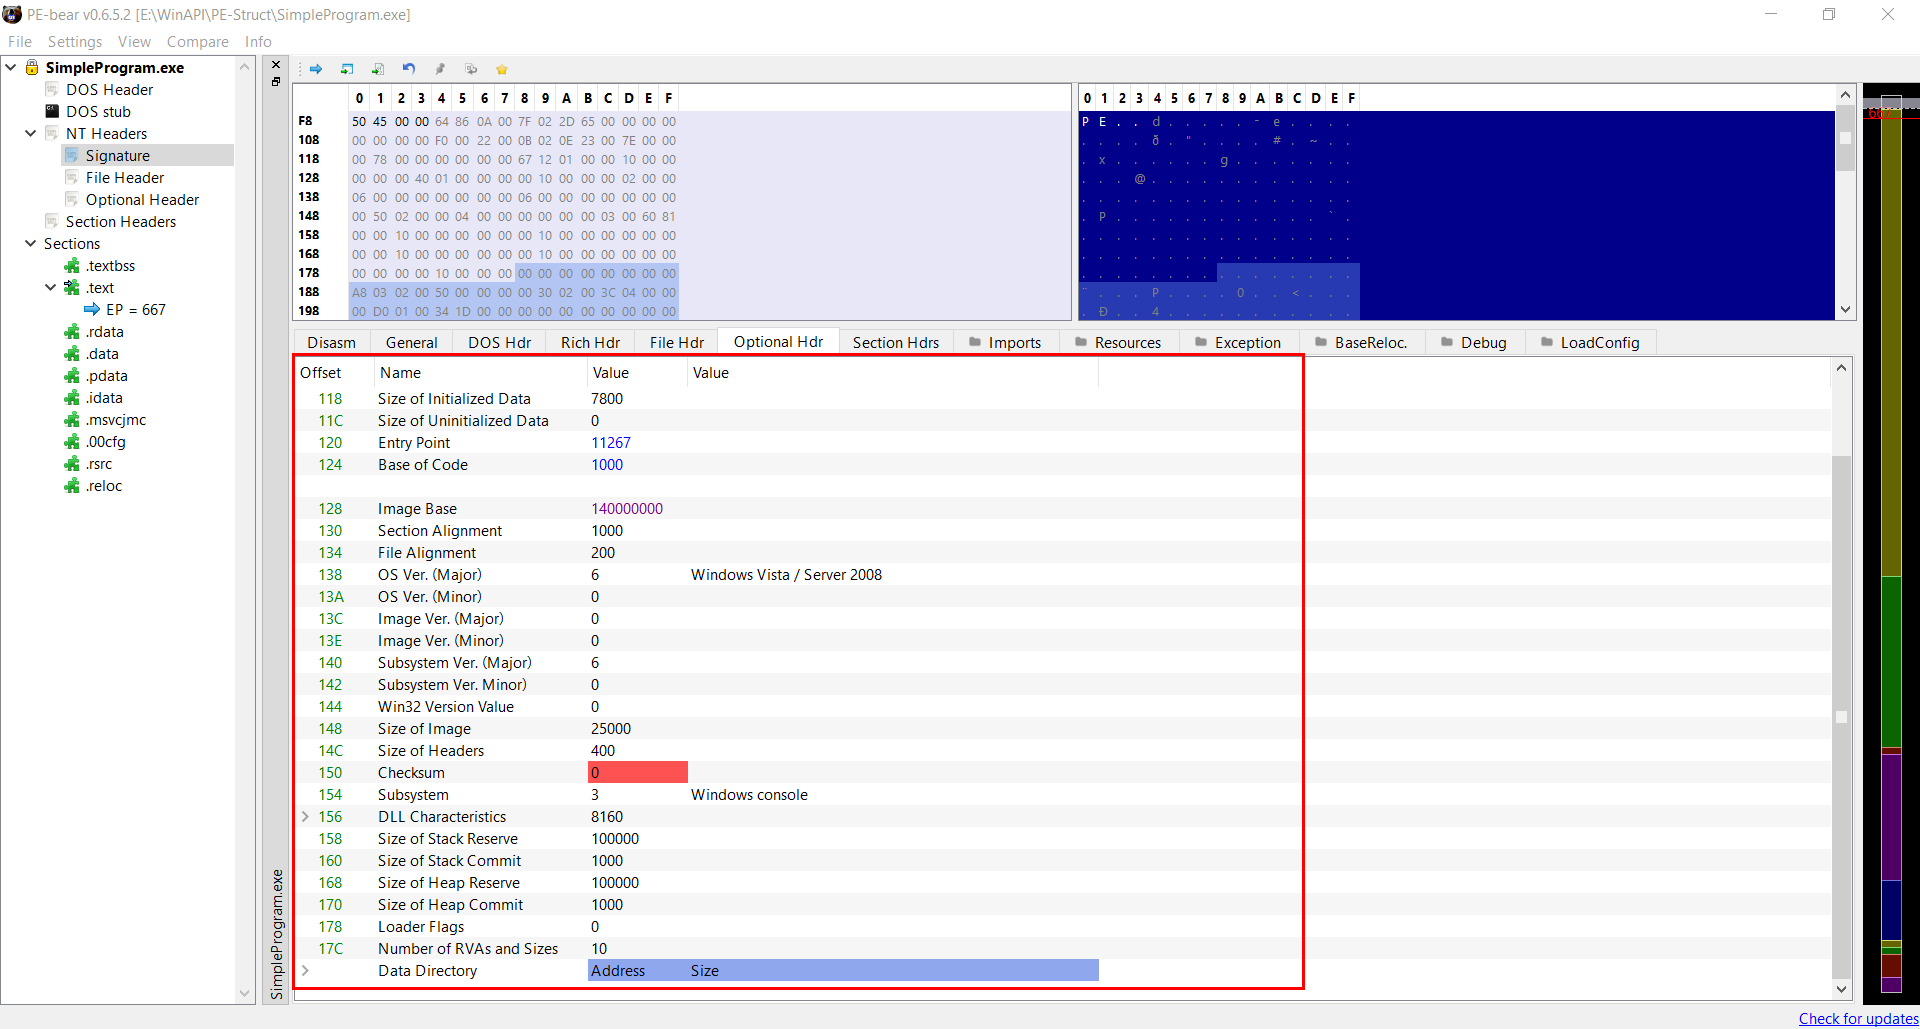 PE-bear v0.6.5.2 [E:\WinAPI\PE-Struct\SimpleProgram.exe]
File Settings View Compare Info
SimpleProgram.exe
DOS Header
DOS stub
NT Headers
Signature
File Header
Optional Header
Section Headers
Sections
.textbss
.text
EP = 667
.rdata
.data
.pdata
.idata
.msvcjmc
.00cfg
.rsrc
.reloc
SimpleProgram.exe
0 1 2 3 4 5 6 7 8 9 A B C D E F
F8 50 45 00 00 64 86 0A 00 7F 02 2D 65 00 00 00 00
108 00 00 00 00 F0 00 22 00 0B 02 0E 23 00 7E 00 00
118 00 78 00 00 00 00 00 00 67 12 01 00 00 10 00 00
128 00 00 00 40 01 00 00 00 00 10 00 00 00 02 00 00
138 06 00 00 00 00 00 00 00 06 00 00 00 00 00 00 00
148 00 50 02 00 00 04 00 00 00 00 00 00 03 00 60 81
158 00 00 10 00 00 00 00 00 00 10 00 00 00 00 00 00
168 00 00 10 00 00 00 00 00 00 10 00 00 00 00 00 00
178 00 00 00 00 10 00 00 00 00 00 00 00 00 00 00 00
188 A8 03 02 00 50 00 00 00 00 30 02 00 3C 04 00 00
198 00 D0 01 00 34 1D 00 00 00 00 00 00 00 00 00 00
0 1 2 3 4 5 6 7 8 9 A B C D E F
P E . . d . . . . . - e . . . .
. . . . ð . " . . . . # . ~ . .
. x . . . . . . g . . . . . . .
. . . @ . . . . . . . . . . . .
. . . . . . . . . . . . . . . .
. P . . . . . . . . . . . . ` .
. . . . . . . . . . . . . . . .
. . . . . . . . . . . . . . . .
. . . . . . . . . . . . . . . .
¨ . . . P . . . . 0 . . < . . .
. Ð . . 4 . . . . . . . . . . .
Disasm General DOS Hdr Rich Hdr File Hdr Optional Hdr Section Hdrs Imports Resources Exception BaseReloc. Debug LoadConfig
Offset Name Value Value
118 Size of Initialized Data 7800
11C Size of Uninitialized Data 0
120 Entry Point 11267
124 Base of Code 1000
128 Image Base 140000000
130 Section Alignment 1000
134 File Alignment 200
138 OS Ver. (Major) 6 Windows Vista / Server 2008
13A OS Ver. (Minor) 0
13C Image Ver. (Major) 0
13E Image Ver. (Minor) 0
140 Subsystem Ver. (Major) 6
142 Subsystem Ver. Minor) 0
144 Win32 Version Value 0
148 Size of Image 25000
14C Size of Headers 400
150 Checksum 0
154 Subsystem 3 Windows console
156 DLL Characteristics 8160
158 Size of Stack Reserve 100000
160 Size of Stack Commit 1000
168 Size of Heap Reserve 100000
170 Size of Heap Commit 1000
178 Loader Flags 0
17C Number of RVAs and Sizes 10
Data Directory Address Size
Check for updates